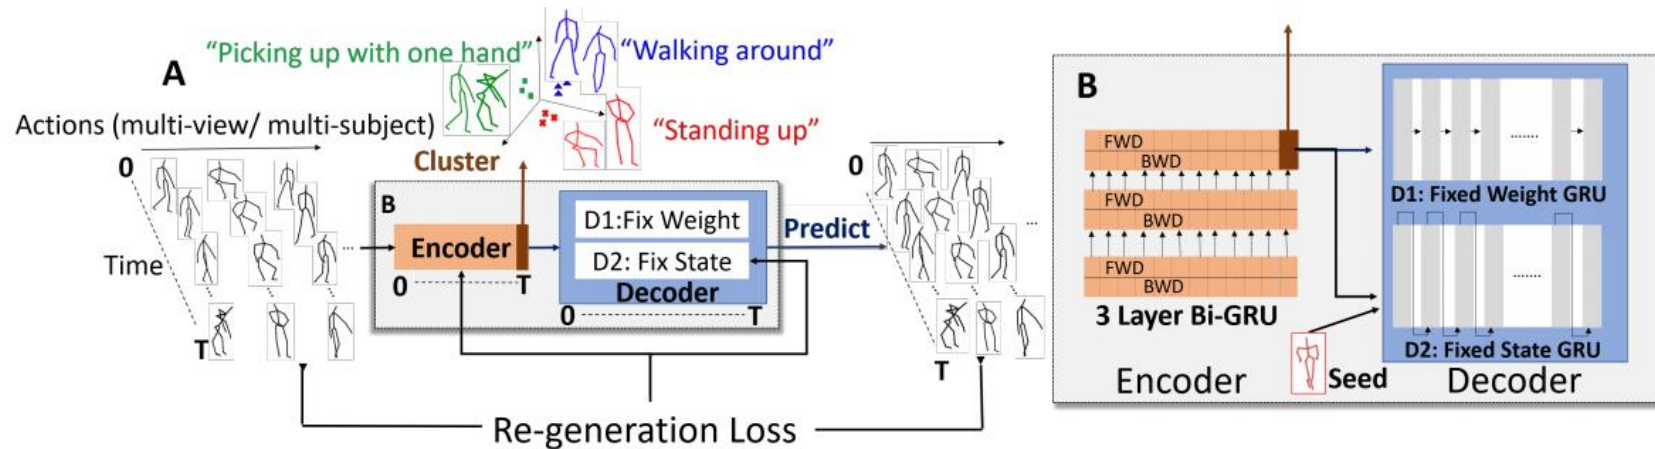 A
“Picking up with one hand”
“Walking around”
“Standing up”
Actions (multi-view/ multi-subject)
Cluster
0
Time
T
...
B
Encoder
0
T
D1:Fix Weight
D2: Fix State
Decoder
0
T
Predict
0
...
T
Re-generation Loss
B
FWD
BWD
FWD
BWD
FWD
BWD
3 Layer Bi-GRU
Encoder
Seed
.......
D1: Fixed Weight GRU
.......
D2: Fixed State GRU
Decoder